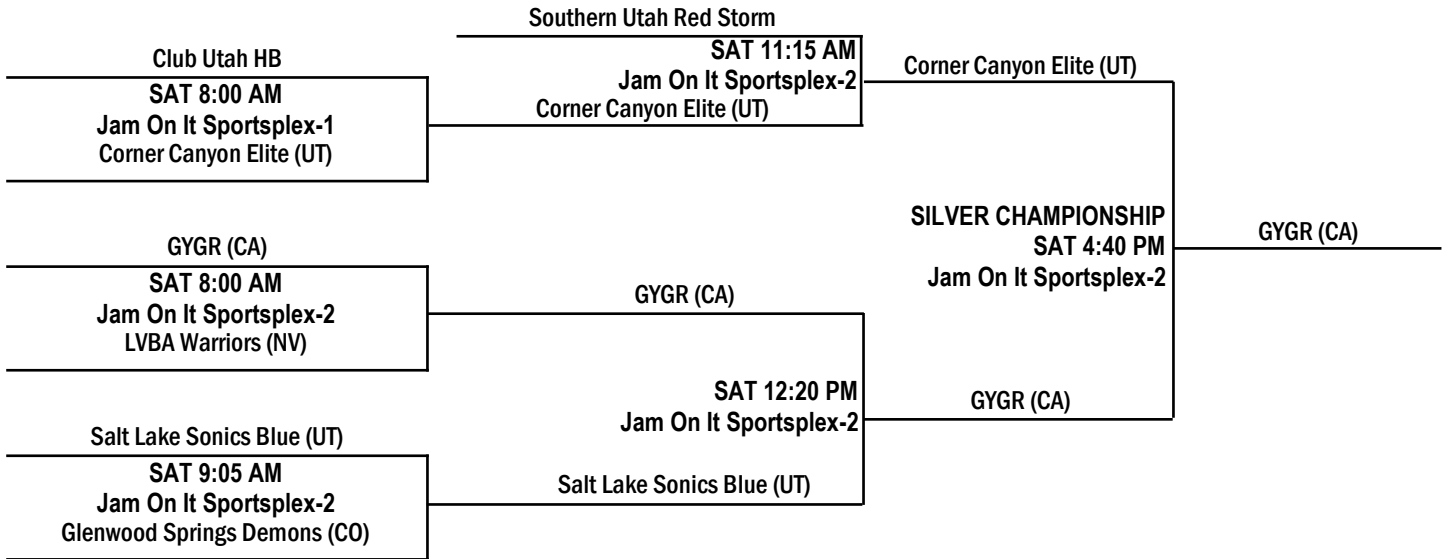 Southern Utah Red Storm
Club Utah HB
SAT 8:00 AM
Jam On It Sportsplex-1
Corner Canyon Elite (UT)
SAT 11:15 AM
Jam On It Sportsplex-2
Corner Canyon Elite (UT)
Corner Canyon Elite (UT)
GYGR (CA)
SAT 8:00 AM
Jam On It Sportsplex-2
LVBA Warriors (NV)
GYGR (CA)
SILVER CHAMPIONSHIP
SAT 4:40 PM
Jam On It Sportsplex-2
GYGR (CA)
SAT 12:20 PM
Jam On It Sportsplex-2
GYGR (CA)
Salt Lake Sonics Blue (UT)
SAT 9:05 AM
Jam On It Sportsplex-2
Glenwood Springs Demons (CO)
Salt Lake Sonics Blue (UT)